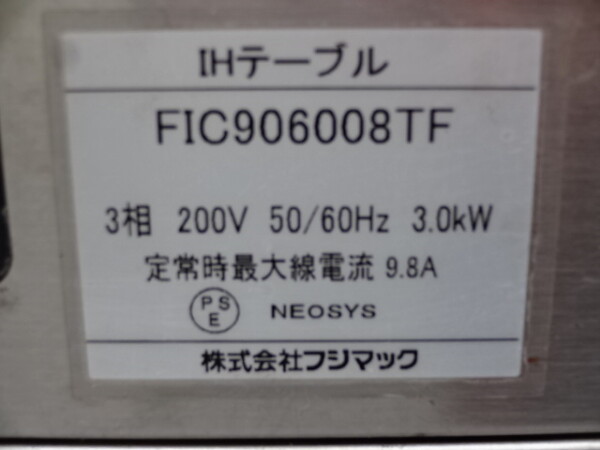 IHテーブル
FIC906008TF
3相 200V 50/60Hz 3.0kW
定常時最大線電流 9.8A
PSE NEOSYS
株式会社フジマック